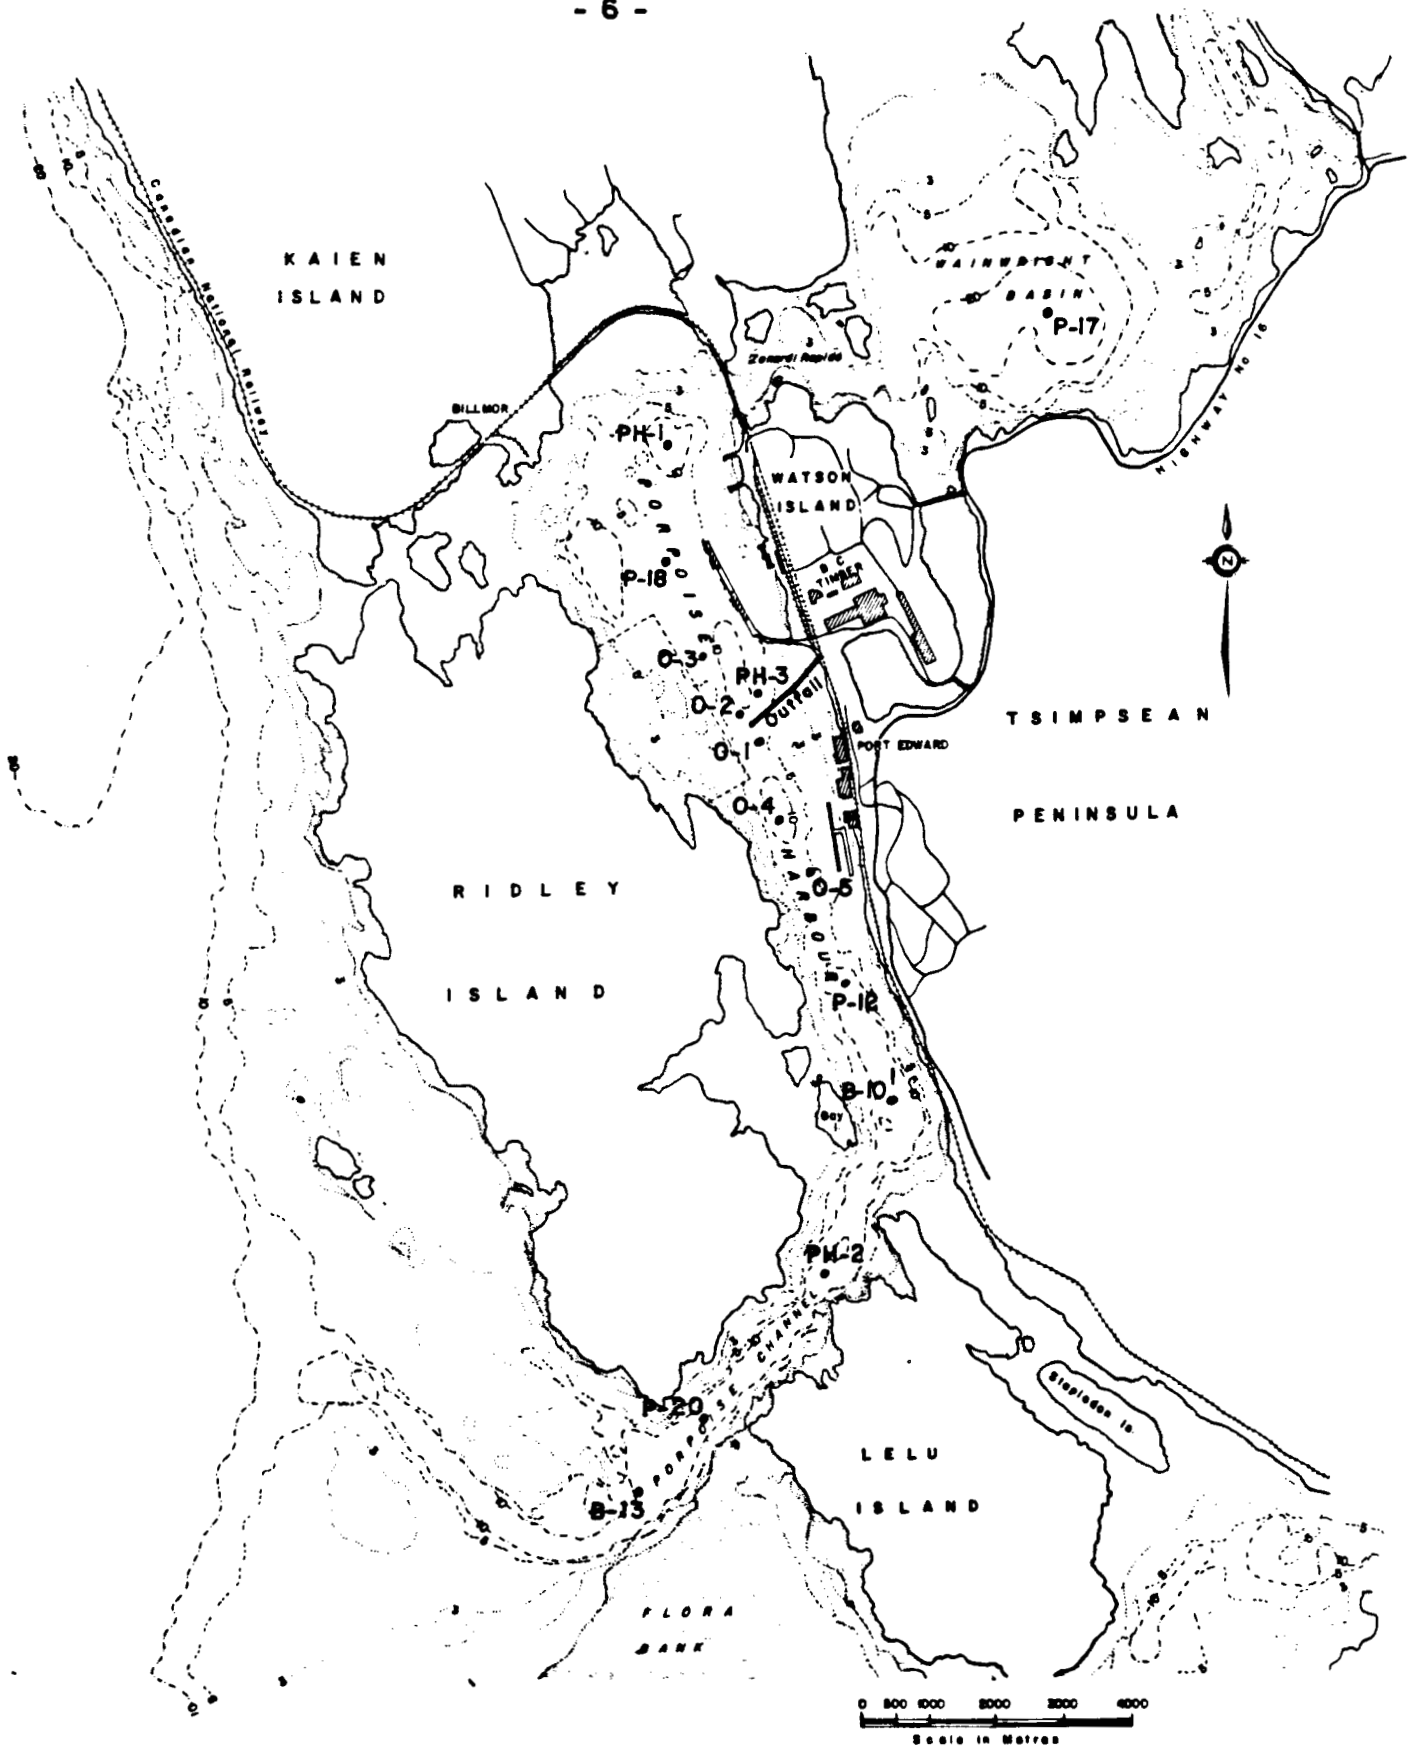 - 6 -
Canadian National Railway
KAIEN
ISLAND
WAINWRIGHT
BASIN
P-17
Zanardi Rapids
HIGHWAY No 16
BILLMOR
PH-1
WATSON
ISLAND
B C
TIMBER
P-18
PORPOISE
O-3
PH-3
O-2
Outfall
O-1
PORT EDWARD
TSIMPSEAN
PENINSULA
O-4
HARBOUR
O-5
RIDLEY
ISLAND
P-12
B-10
Bay
PH-2
PORPOISE CHANNEL
P-20
B-13
Stapledon Is.
LELU
ISLAND
FLORA
BANK
N
0 500 1000 2000 3000 4000
Scale in Metres